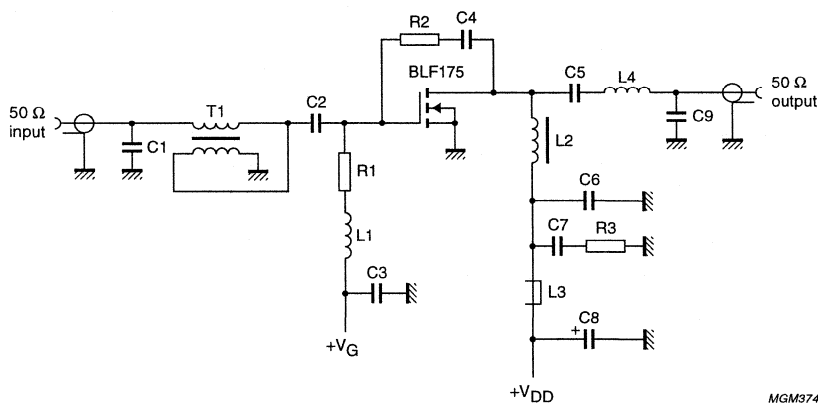 R2
C4
BLF175
50 Ω
input
T1
C2
C5
L4
50 Ω
output
C1
C9
L2
R1
C6
L1
C7
R3
C3
L3
+
C8
+VG
+VDD
MGM374